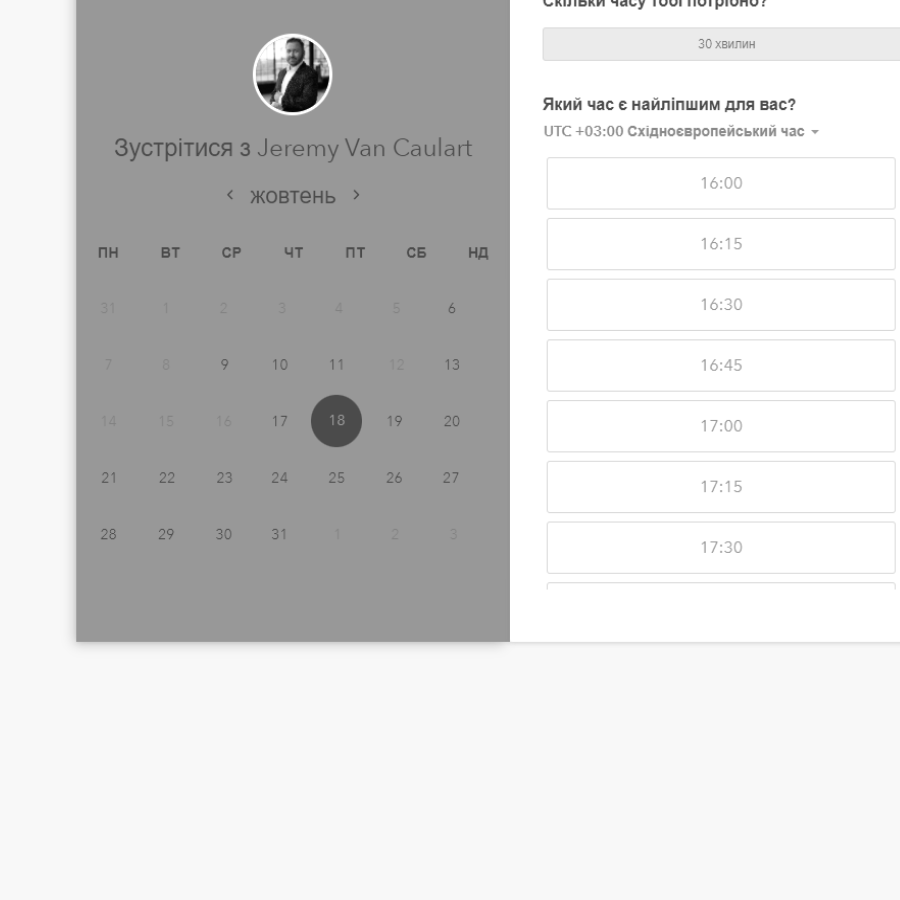 Скільки часу тобі потрібно?
30 хвилин
Зустрітися з Jeremy Van Caulart
< жовтень >
ПН ВТ СР ЧТ ПТ СБ НД
31 1 2 3 4 5 6
7 8 9 10 11 12 13
14 15 16 17 18 19 20
21 22 23 24 25 26 27
28 29 30 31 1 2 3
Який час є найліпшим для вас?
UTC +03:00 Східноєвропейський час
16:00
16:15
16:30
16:45
17:00
17:15
17:30